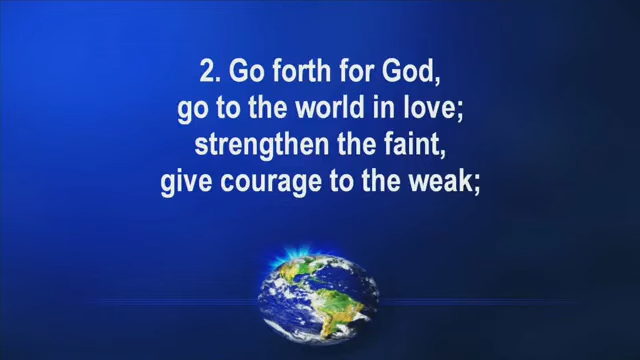 2. Go forth for God,
go to the world in love;
strengthen the faint,
give courage to the weak;